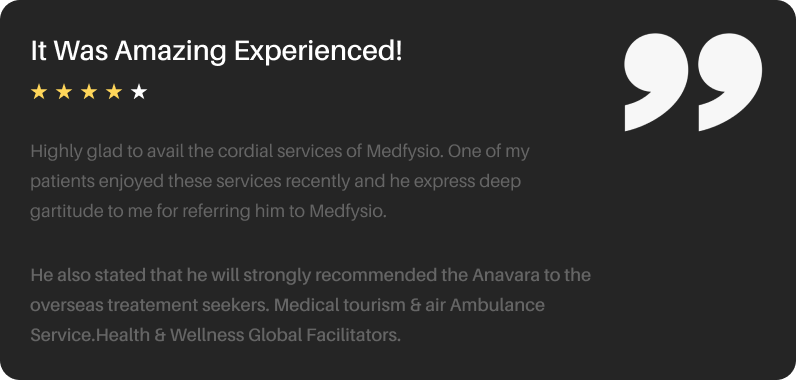 It Was Amazing Experienced!
Highly glad to avail the cordial services of Medfysio. One of my
patients enjoyed these services recently and he express deep
gartitude to me for referring him to Medfysio.
He also stated that he will strongly recommended the Anavara to the
overseas treatement seekers. Medical tourism & air Ambulance
Service.Health & Wellness Global Facilitators.